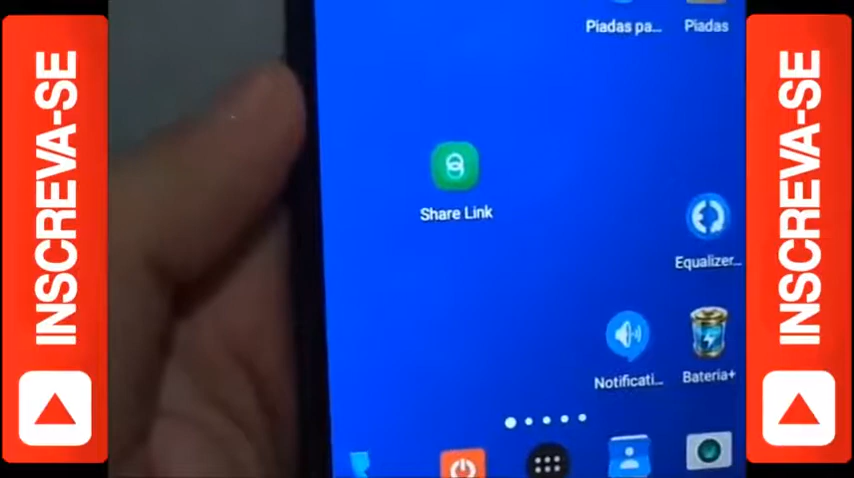 INSCREVA-SE
Piadas pa...
Piadas
Share Link
Equalizer...
Notificati...
Bateria+
INSCREVA-SE